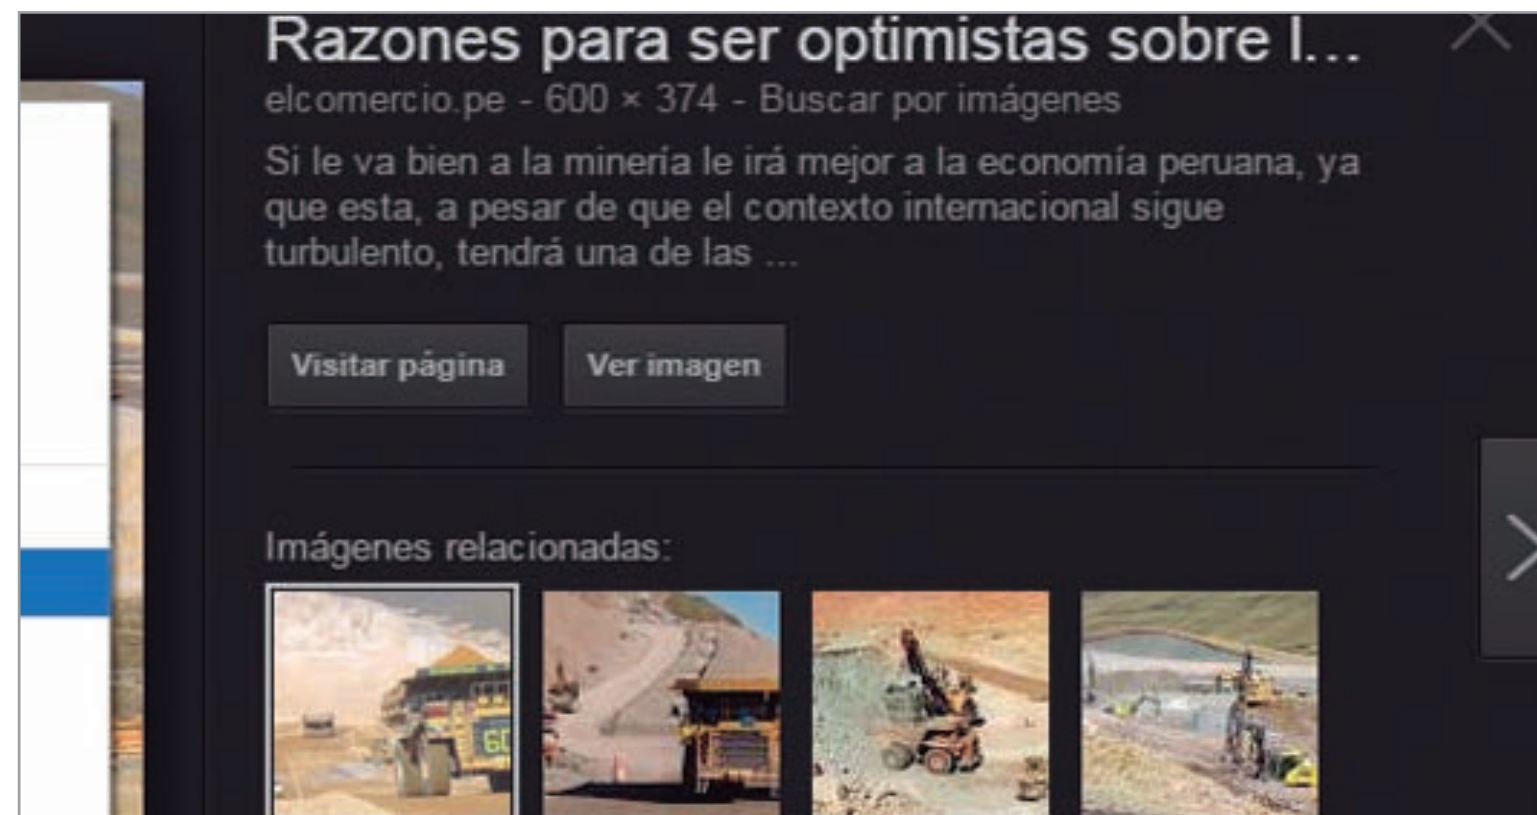 Razones para ser optimistas sobre l...
elcomercio.pe - 600 × 374 - Buscar por imágenes
Si le va bien a la minería le irá mejor a la economía peruana, ya
que esta, a pesar de que el contexto internacional sigue
turbulento, tendrá una de las ...
Visitar página
Ver imagen
Imágenes relacionadas: